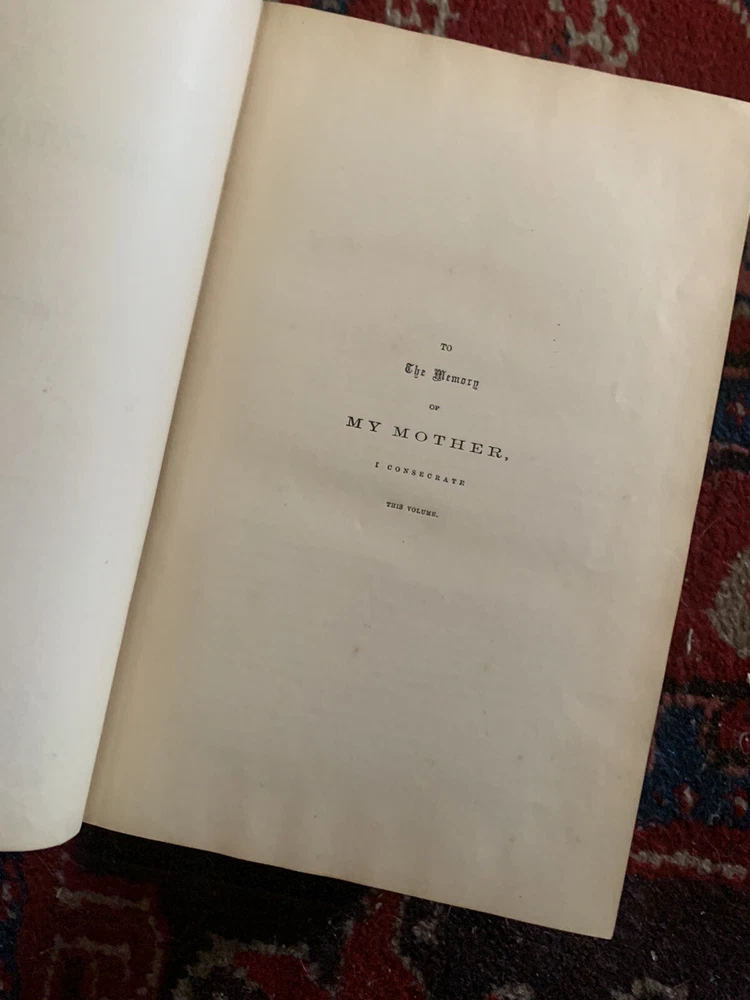 TO
The Memory
OF
MY MOTHER,
I CONSECRATE
THIS VOLUME.